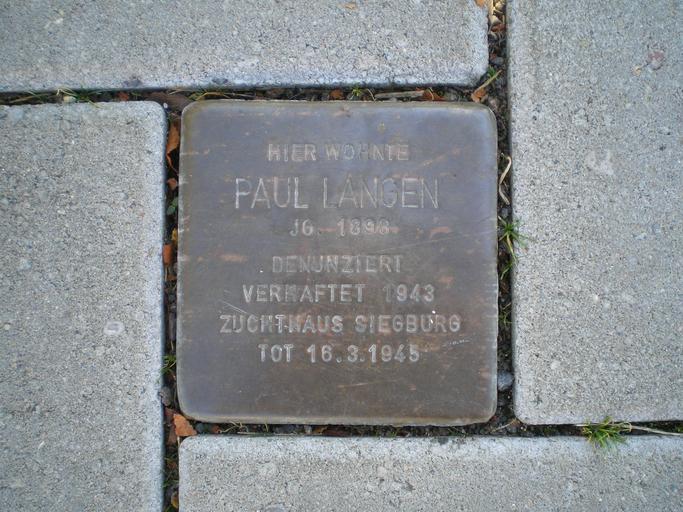 HIER WOHNTE
PAUL LANGEN
JG. 1898
DENUNZIERT
VERHAFTET 1943
ZUCHTHAUS SIEGBURG
TOT 16.3.1945